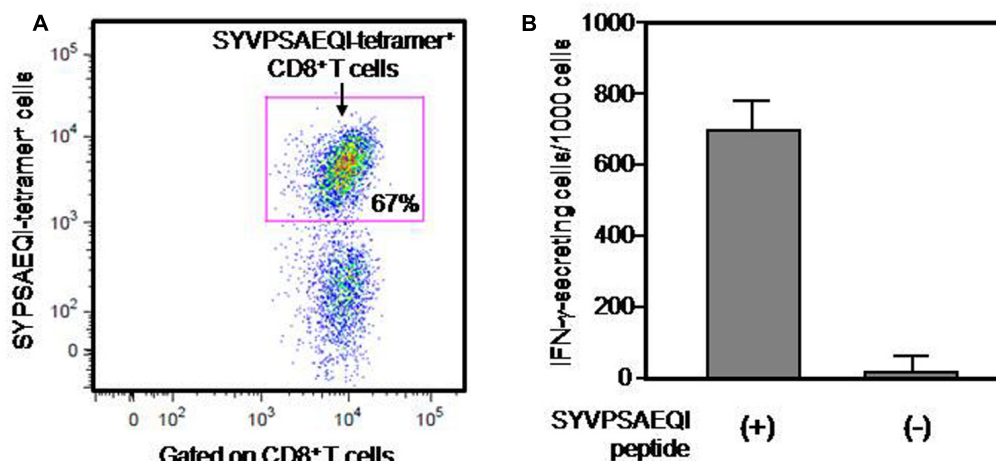 A
SYVPSAEQI-tetramer⁺
CD8⁺ T cells
67%
SYPSAEQI-tetramer⁺ cells
10⁵
10⁴
10³
10²
0
0 10² 10³ 10⁴ 10⁵
Gated on CD8⁺ T cells
B
IFN-γ-secreting cells/1000 cells
1000
800
600
400
200
0
SYVPSAEQI
peptide
(+) (-)